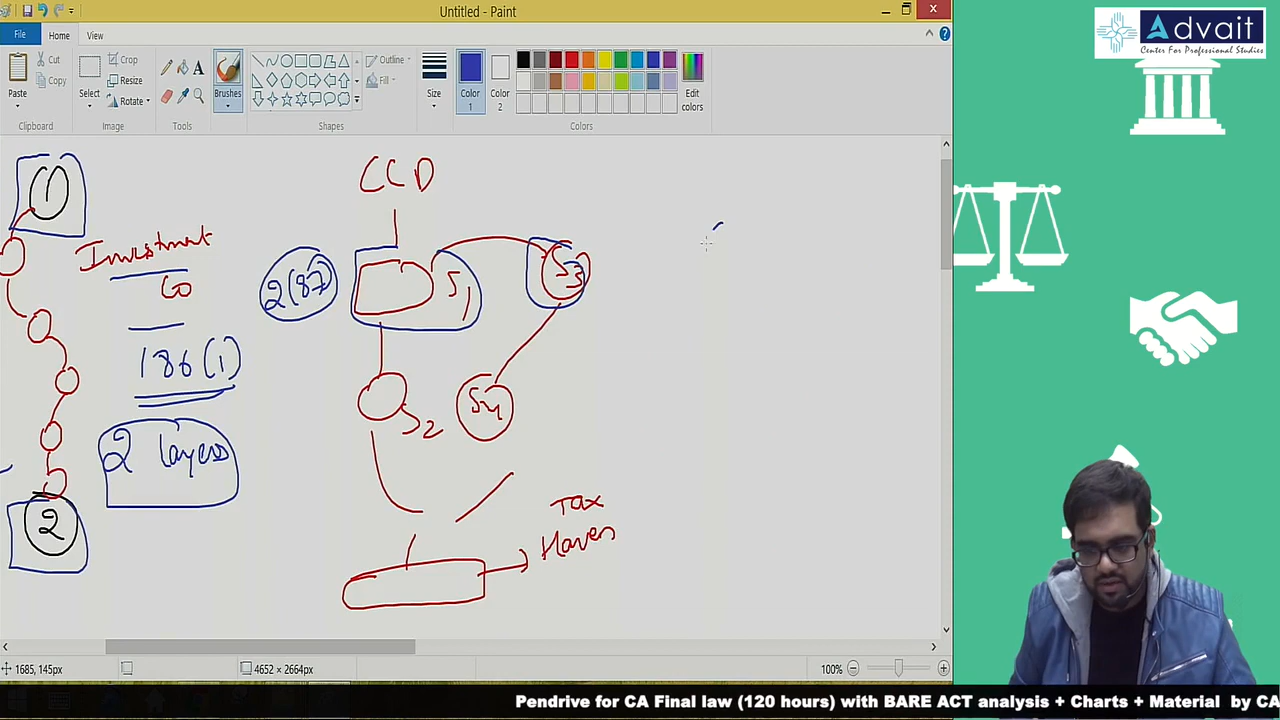 Untitled - Paint
File
Home
View
Paste
Cut
Copy
Clipboard
Select
Crop
Resize
Rotate
Image
A
Tools
Brushes
Outline
Fill
Shapes
Size
Color
1
Color
2
Edit
colors
Colors
Advait
Center For Professional Studies
CCD
1
Investment
Co
2(87)
S1
S3
186(1)
S2
S4
2 layers
2
Tax
Haven
1685, 145px
4652 × 2664px
100%
Pendrive for CA Final law (120 hours) with BARE ACT analysis + Charts + Material by CA